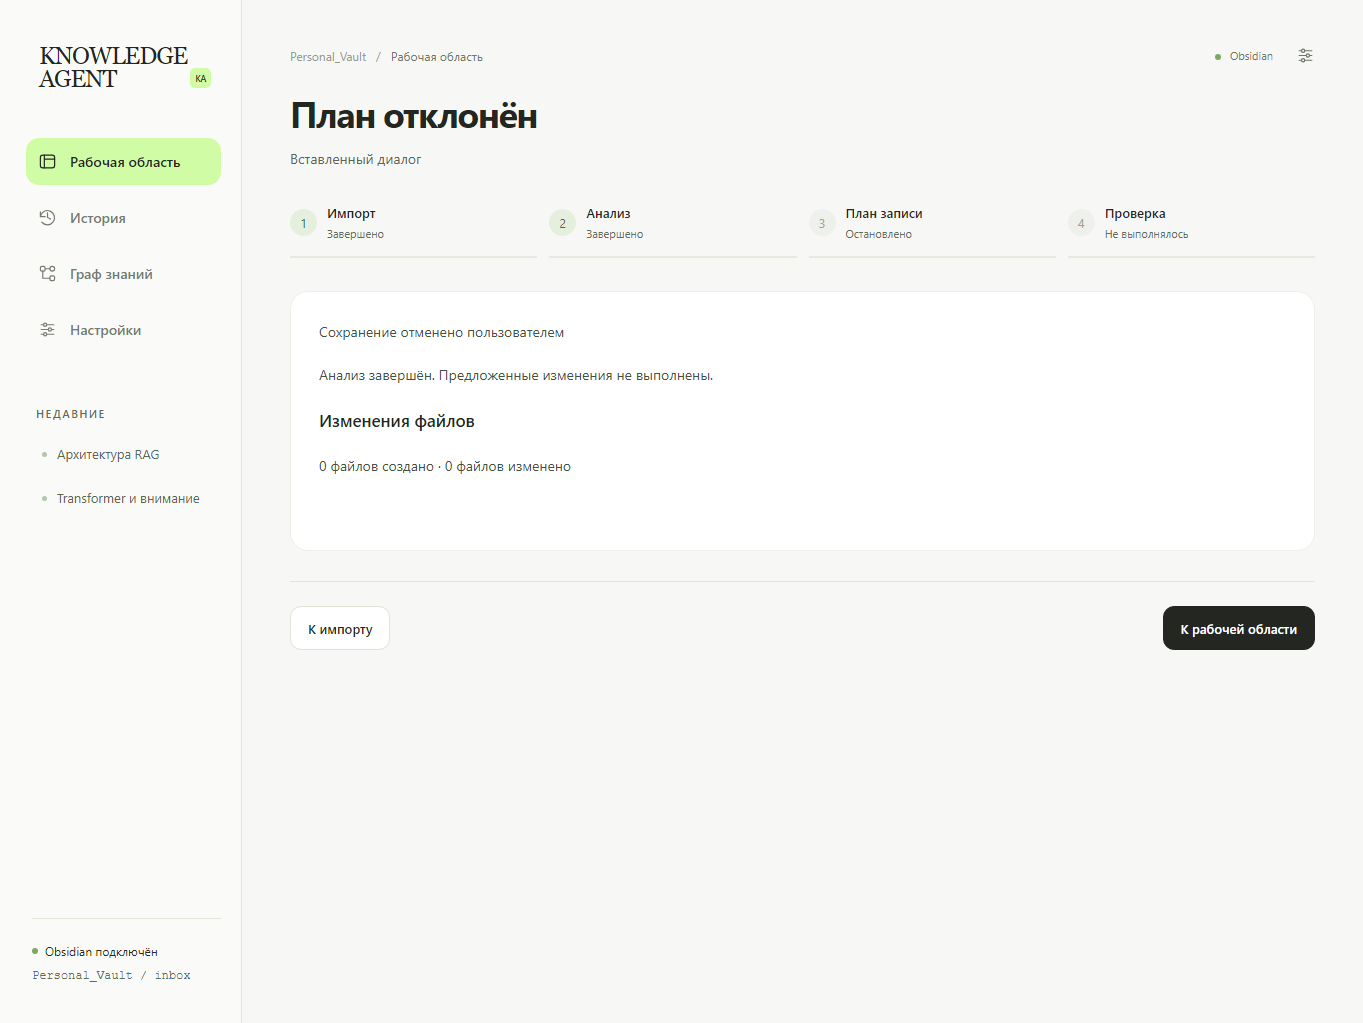 KNOWLEDGE
AGENT
KA
Рабочая область
История
Граф знаний
Настройки
НЕДАВНИЕ
Архитектура RAG
Transformer и внимание
Obsidian подключён
Personal_Vault / inbox
Personal_Vault / Рабочая область
Obsidian
План отклонён
Вставленный диалог
1
Импорт
Завершено
2
Анализ
Завершено
3
План записи
Остановлено
4
Проверка
Не выполнялось
Сохранение отменено пользователем
Анализ завершён. Предложенные изменения не выполнены.
Изменения файлов
0 файлов создано · 0 файлов изменено
К импорту
К рабочей области